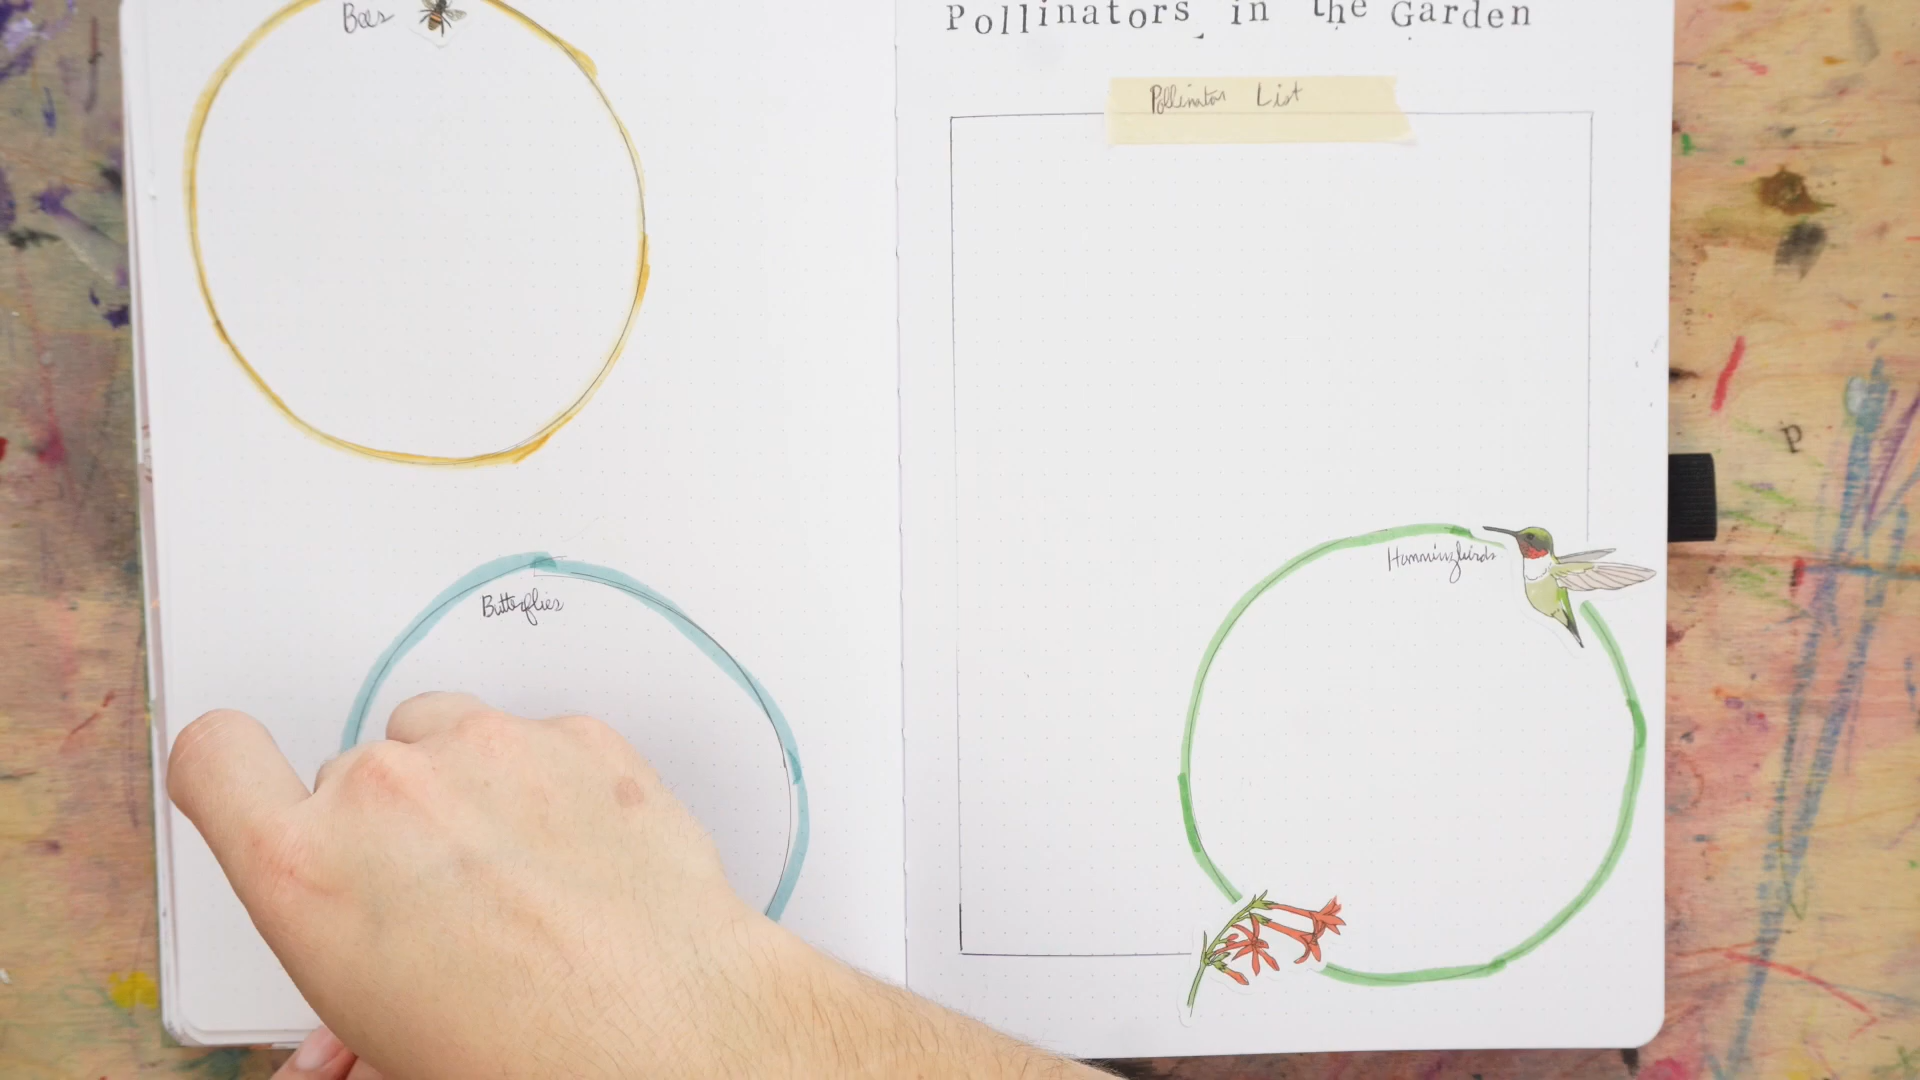 Bees
Butterflies
Pollinators in the Garden
Pollinator List
Hummingbirds
p